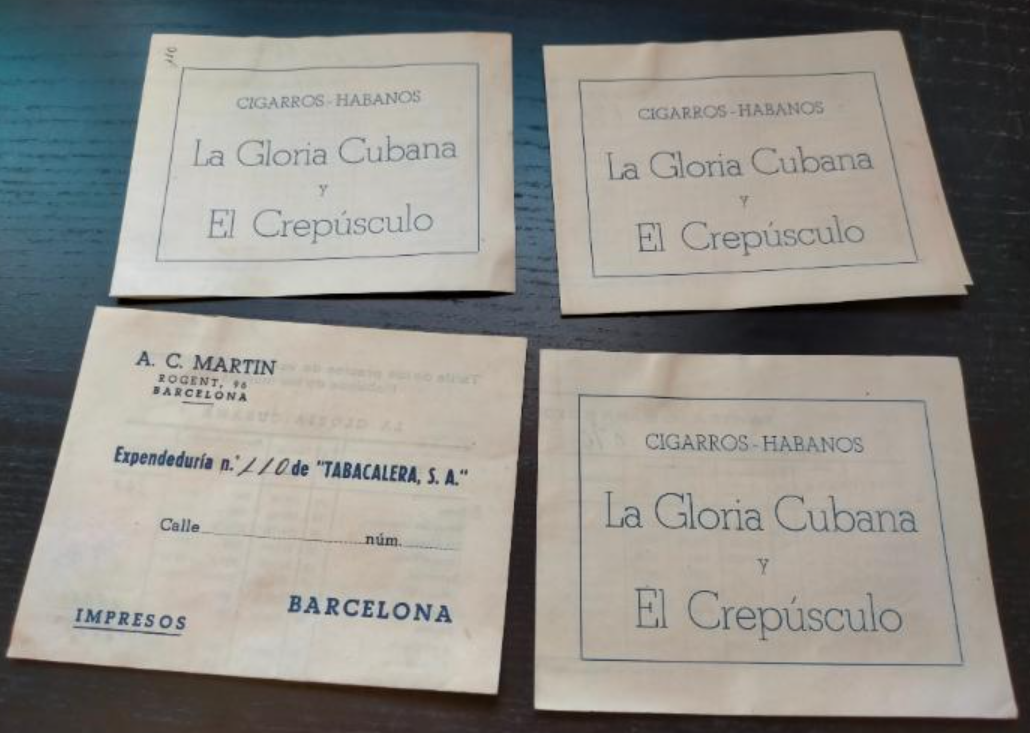 110
CIGARROS-HABANOS
La Gloria Cubana
y
El Crepúsculo
CIGARROS-HABANOS
La Gloria Cubana
y
El Crepúsculo
A. C. MARTIN
ROGENT, 96
BARCELONA
Expendeduría n.° 110 de "TABACALERA, S. A."
Calle núm.
IMPRESOS
BARCELONA
CIGARROS-HABANOS
La Gloria Cubana
y
El Crepúsculo